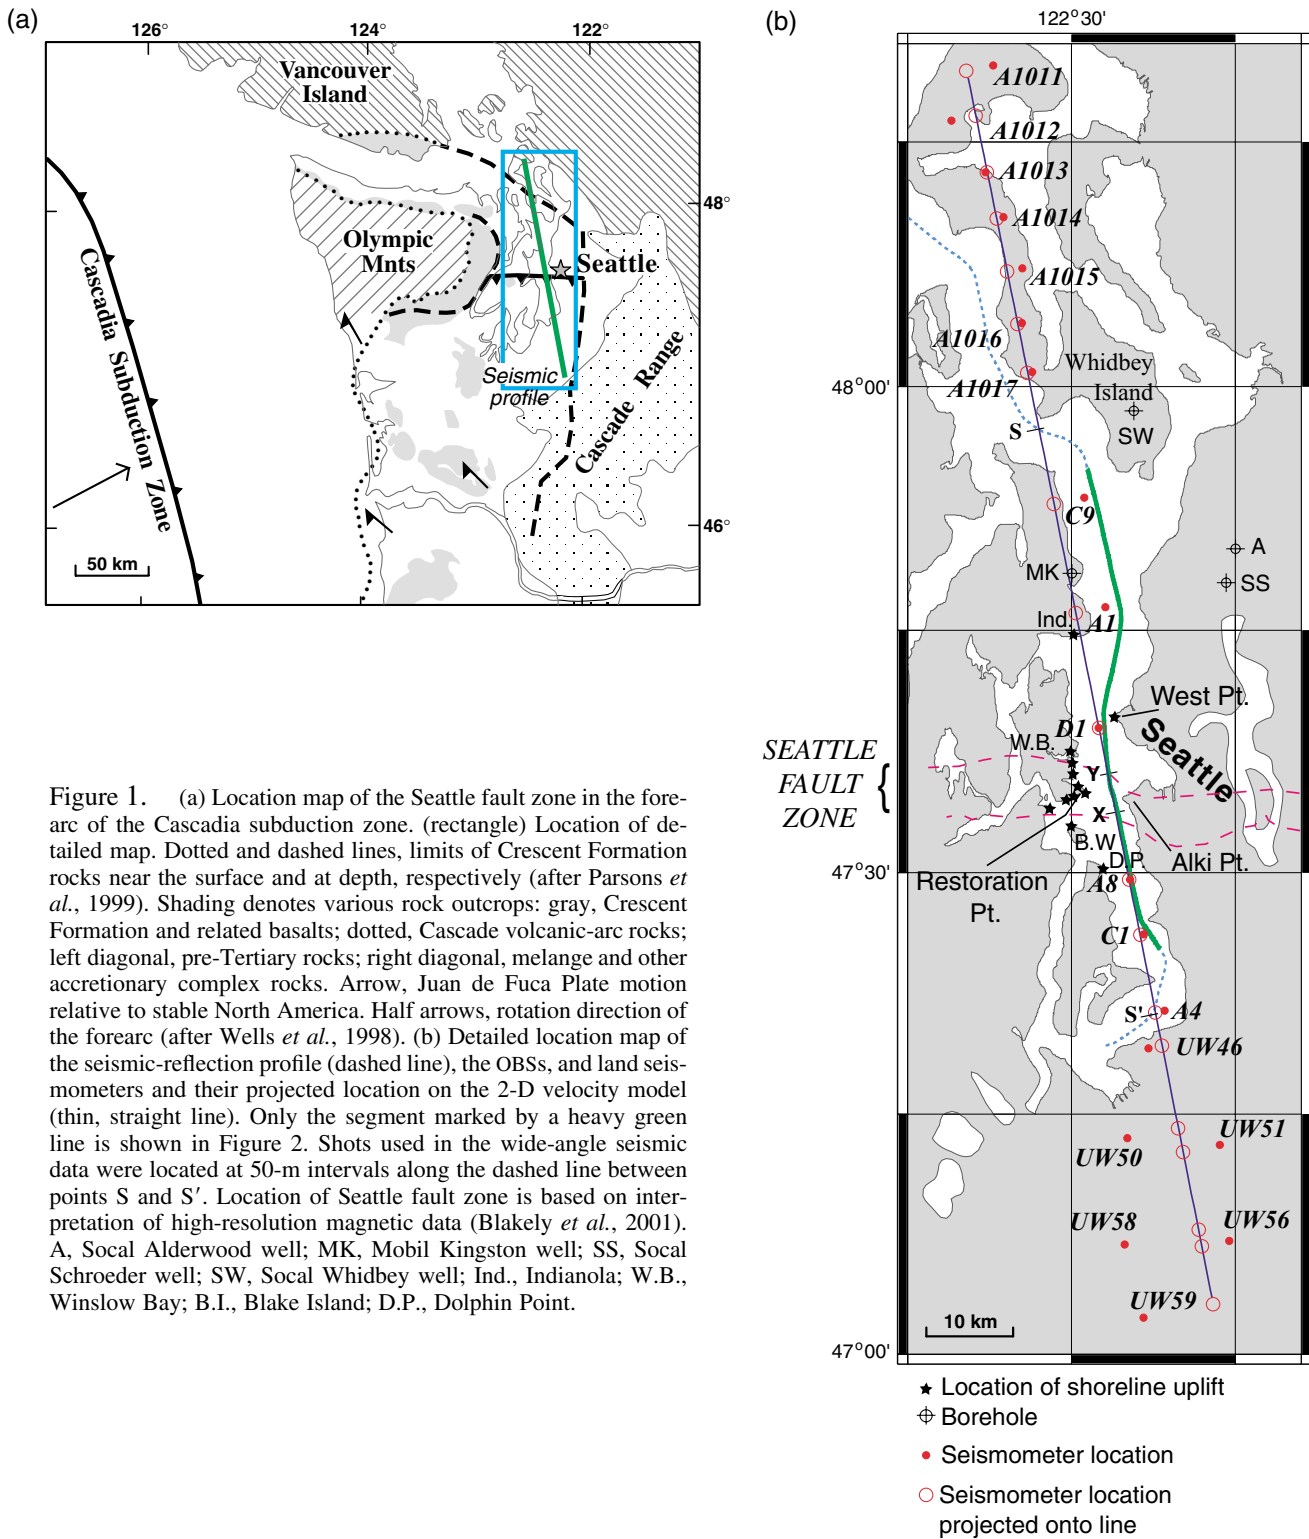 (a)
126°
124°
122°
Vancouver
Island
48°
Olympic
Mnts
Seattle
Cascadia Subduction Zone
Seismic
profile
Cascade Range
46°
50 km
Figure 1. (a) Location map of the Seattle fault zone in the fore-
arc of the Cascadia subduction zone. (rectangle) Location of de-
tailed map. Dotted and dashed lines, limits of Crescent Formation
rocks near the surface and at depth, respectively (after Parsons et
al., 1999). Shading denotes various rock outcrops: gray, Crescent
Formation and related basalts; dotted, Cascade volcanic-arc rocks;
left diagonal, pre-Tertiary rocks; right diagonal, melange and other
accretionary complex rocks. Arrow, Juan de Fuca Plate motion
relative to stable North America. Half arrows, rotation direction of
the forearc (after Wells et al., 1998). (b) Detailed location map of
the seismic-reflection profile (dashed line), the OBSs, and land seis-
mometers and their projected location on the 2-D velocity model
(thin, straight line). Only the segment marked by a heavy green
line is shown in Figure 2. Shots used in the wide-angle seismic
data were located at 50-m intervals along the dashed line between
points S and S′. Location of Seattle fault zone is based on inter-
pretation of high-resolution magnetic data (Blakely et al., 2001).
A, Socal Alderwood well; MK, Mobil Kingston well; SS, Socal
Schroeder well; SW, Socal Whidbey well; Ind., Indianola; W.B.,
Winslow Bay; B.I., Blake Island; D.P., Dolphin Point.
(b)
122°30'
A1011
A1012
A1013
A1014
A1015
A1016
Whidbey
Island
A1017
48°00'
SW
S
C9
A
MK
SS
Ind.
A1
West Pt.
D1
Seattle
W.B.
SEATTLE
FAULT
ZONE
{
Y
X
B.W
Alki Pt.
D.P.
47°30'
Restoration
Pt.
A8
C1
S'
A4
UW46
UW51
UW50
UW58
UW56
UW59
10 km
47°00'
Location of shoreline uplift
Borehole
Seismometer location
Seismometer location
projected onto line